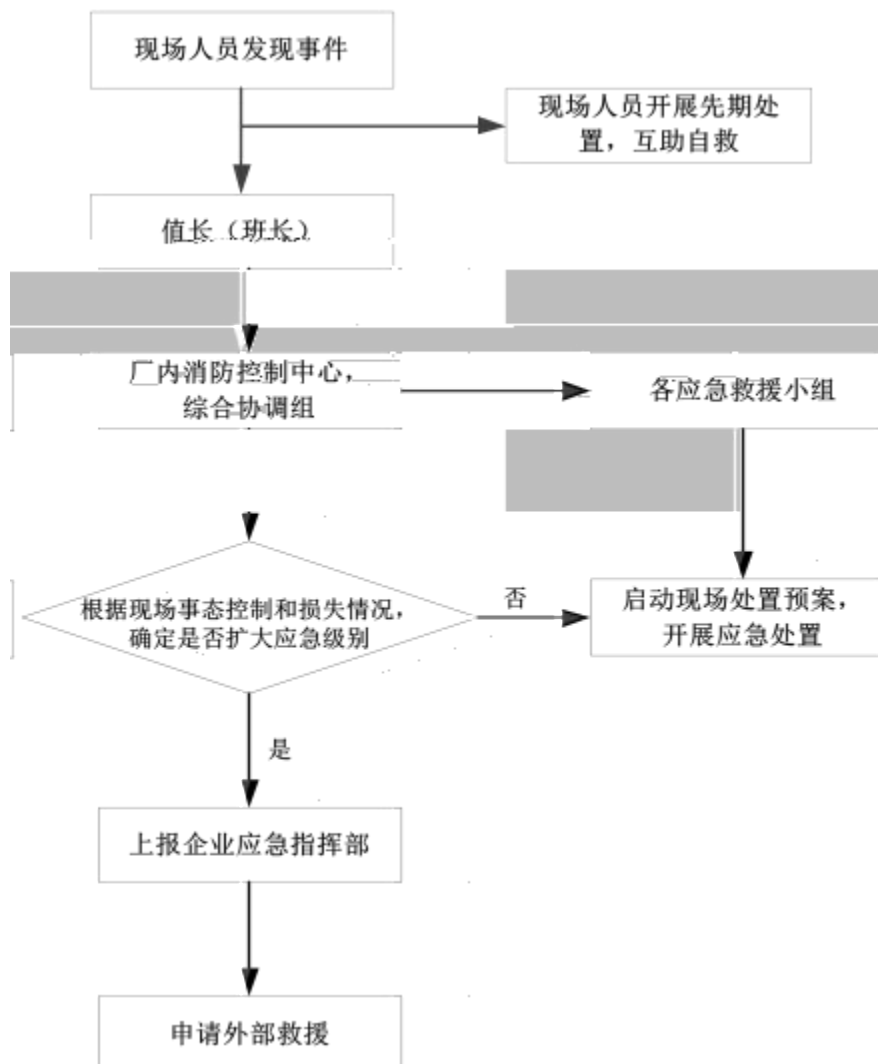 现场人员发现事件
现场人员开展先期处
置，互助自救
值长（班长）
厂内消防控制中心，
综合协调组
各应急救援小组
根据现场事态控制和损失情况，
确定是否扩大应急级别
否
启动现场处置预案，
开展应急处置
是
上报企业应急指挥部
申请外部救援